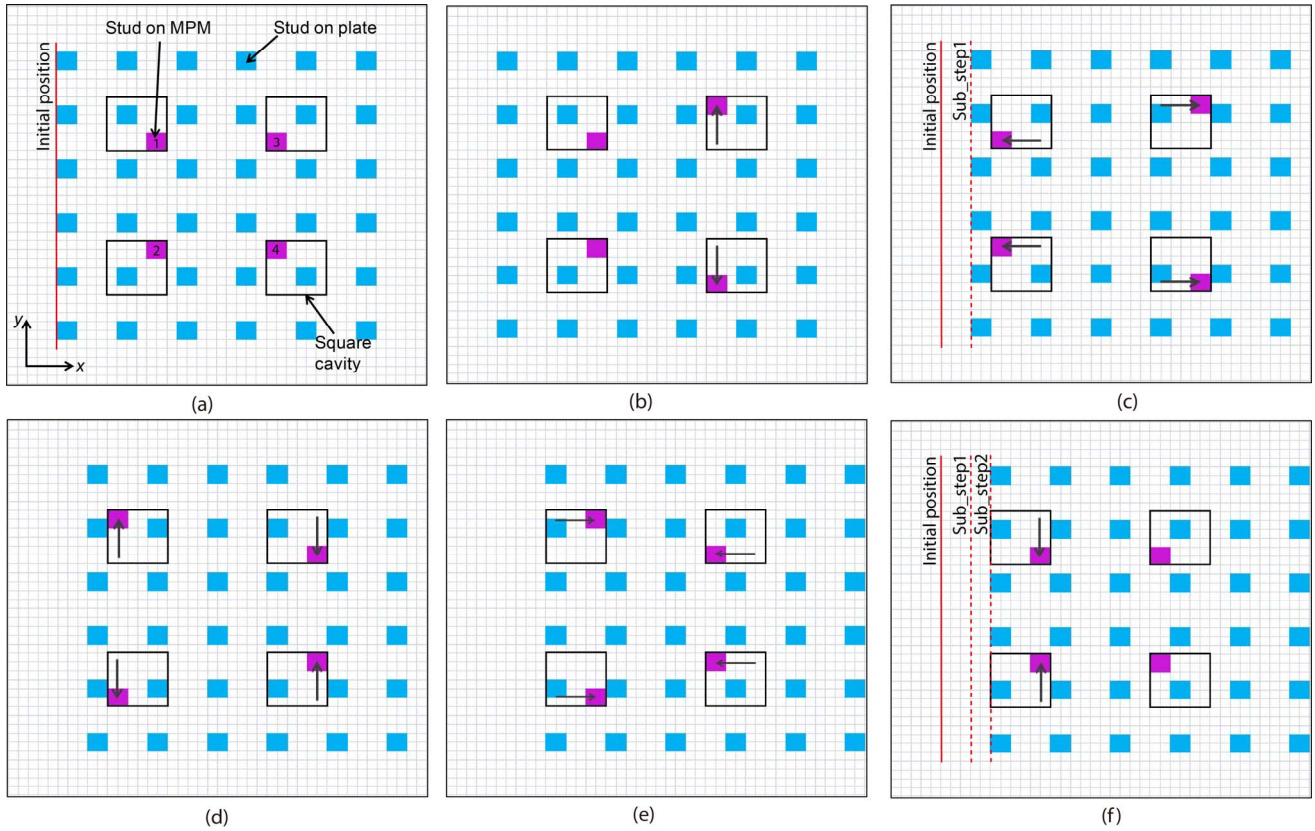 Stud on MPM
Stud on plate
Initial position
1
3
2
4
y
x
Square
cavity
(a)
(b)
Initial position
Sub_step1
(c)
(d)
(e)
Initial position
Sub_step1
Sub_step2
(f)